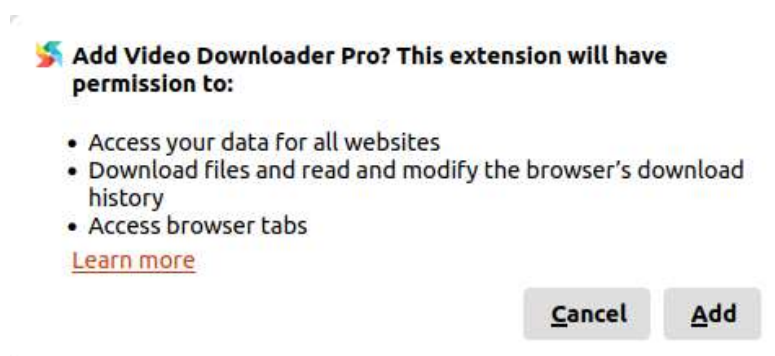 Add Video Downloader Pro? This extension will have
permission to:
• Access your data for all websites
• Download files and read and modify the browser’s download
history
• Access browser tabs
Learn more
Cancel Add